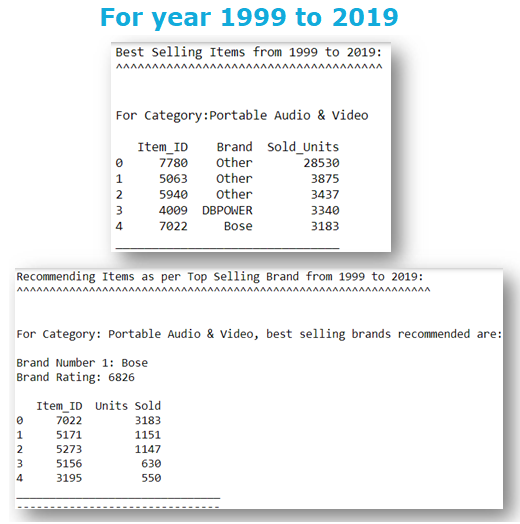 For year 1999 to 2019
Best Selling Items from 1999 to 2019:
^^^^^^^^^^^^^^^^^^^^^^^^^^^^^^^^^^^^^
For Category:Portable Audio & Video
Item_ID Brand Sold_Units
0 7780 Other 28530
1 5063 Other 3875
2 5940 Other 3437
3 4009 DBPOWER 3340
4 7022 Bose 3183
_______________________________
Recommending Items as per Top Selling Brand from 1999 to 2019:
^^^^^^^^^^^^^^^^^^^^^^^^^^^^^^^^^^^^^^^^^^^^^^^^^^^^^^^^^^^^^^^
For Category: Portable Audio & Video, best selling brands recommended are:
Brand Number 1: Bose
Brand Rating: 6826
Item_ID Units Sold
0 7022 3183
1 5171 1151
2 5273 1147
3 5156 630
4 3195 550
_______________________________
-------------------------------